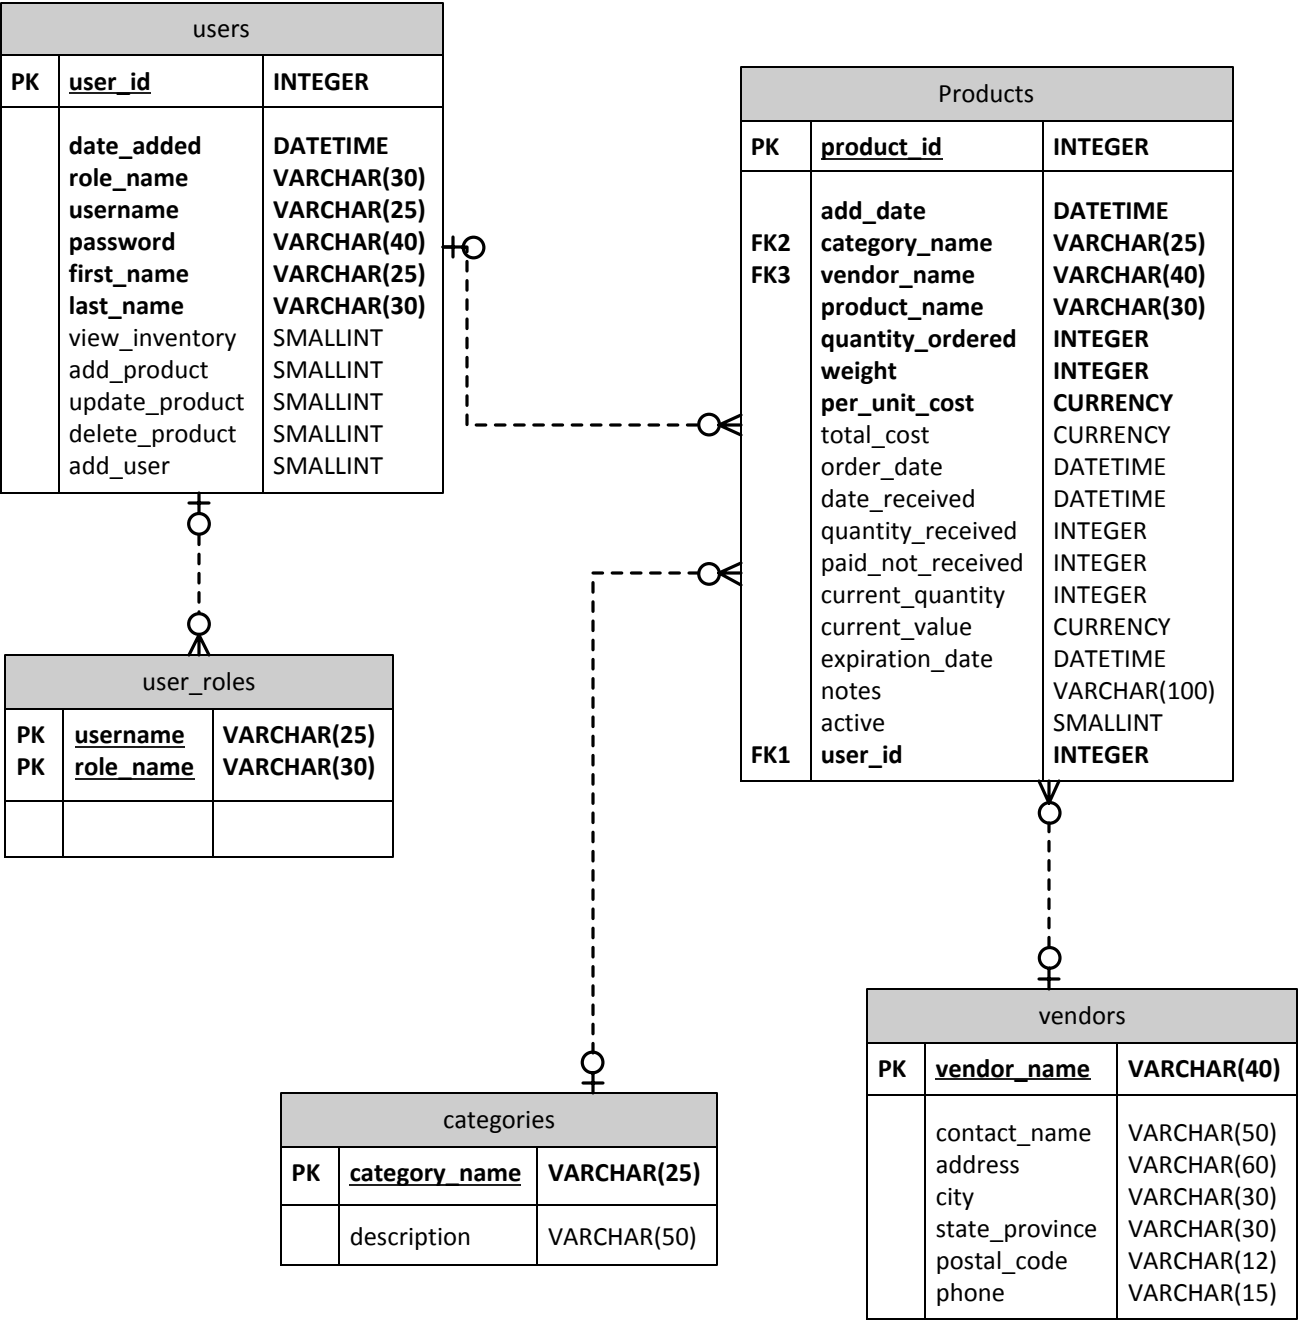 users
PK user_id INTEGER
date_added DATETIME
role_name VARCHAR(30)
username VARCHAR(25)
password VARCHAR(40)
first_name VARCHAR(25)
last_name VARCHAR(30)
view_inventory SMALLINT
add_product SMALLINT
update_product SMALLINT
delete_product SMALLINT
add_user SMALLINT
Products
PK product_id INTEGER
add_date DATETIME
FK2 category_name VARCHAR(25)
FK3 vendor_name VARCHAR(40)
product_name VARCHAR(30)
quantity_ordered INTEGER
weight INTEGER
per_unit_cost CURRENCY
total_cost CURRENCY
order_date DATETIME
date_received DATETIME
quantity_received INTEGER
paid_not_received INTEGER
current_quantity INTEGER
current_value CURRENCY
expiration_date DATETIME
notes VARCHAR(100)
active SMALLINT
FK1 user_id INTEGER
user_roles
PK username VARCHAR(25)
PK role_name VARCHAR(30)
categories
PK category_name VARCHAR(25)
description VARCHAR(50)
vendors
PK vendor_name VARCHAR(40)
contact_name VARCHAR(50)
address VARCHAR(60)
city VARCHAR(30)
state_province VARCHAR(30)
postal_code VARCHAR(12)
phone VARCHAR(15)